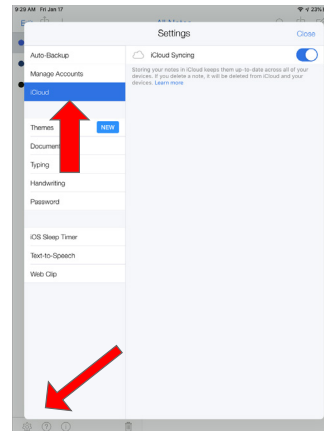 9:29 AM Fri Jan 17
23%
All Notes
Settings
Close
Auto-Backup
Manage Accounts
iCloud
Themes
NEW
Document
Typing
Handwriting
Password
iOS Sleep Timer
Text-to-Speech
Web Clip
iCloud Syncing
Storing your notes in iCloud keeps them up-to-date across all of your
devices. If you delete a note, it will be deleted from iCloud and your
devices. Learn more